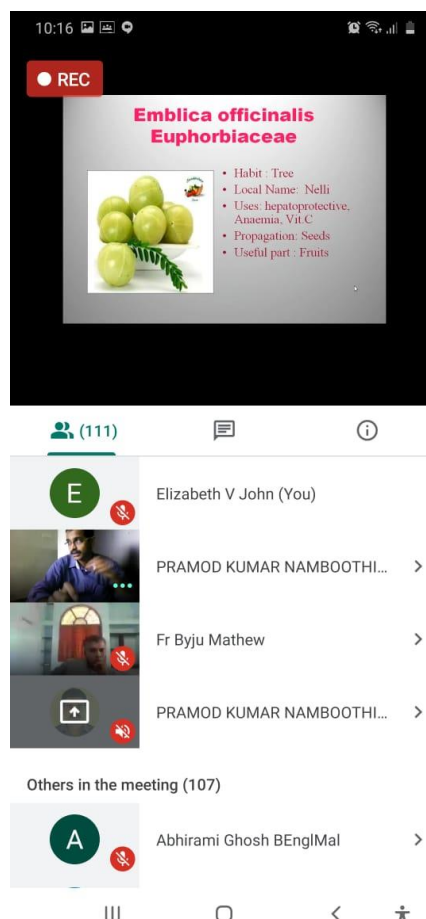 10:16
REC
Emblica officinalis
Euphorbiaceae
• Habit : Tree
• Local Name: Nelli
• Uses: hepatoprotective,
Anaemia, Vit.C
• Propagation: Seeds
• Useful part : Fruits
(111)
E
Elizabeth V John (You)
PRAMOD KUMAR NAMBOOTHI...
Fr Byju Mathew
PRAMOD KUMAR NAMBOOTHI...
Others in the meeting (107)
A
Abhirami Ghosh BEnglMal